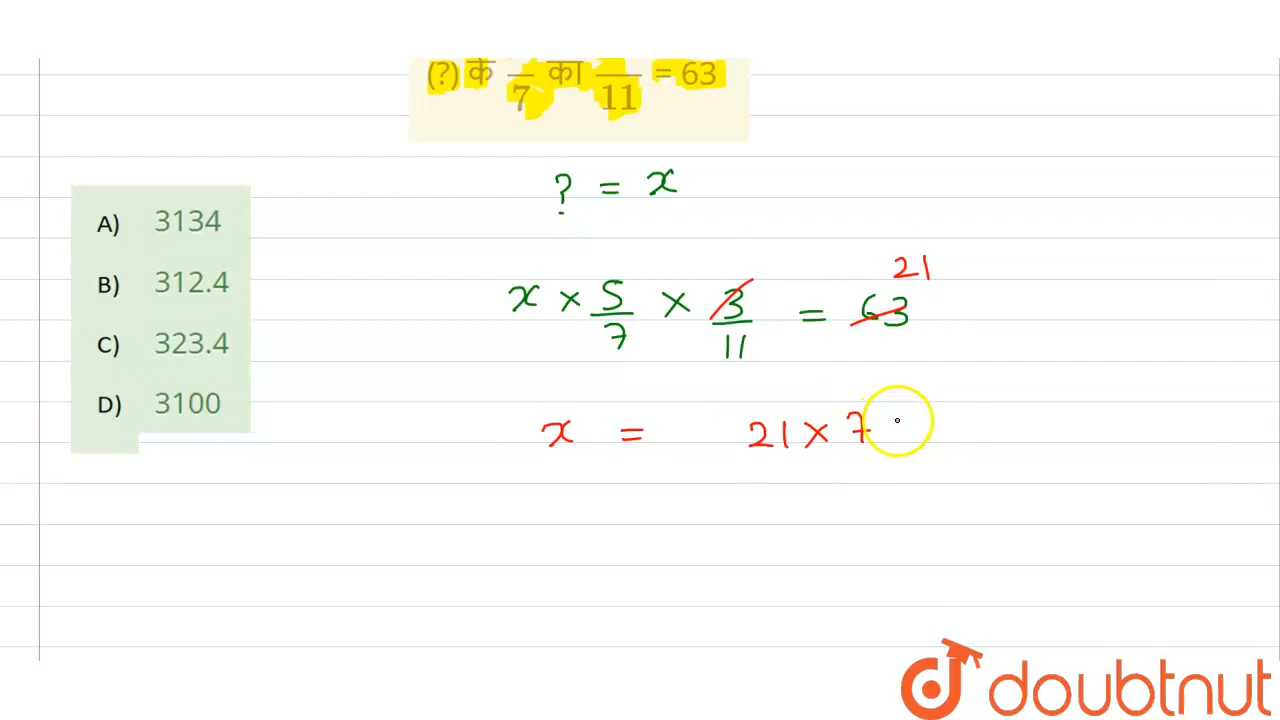 (?) के /7 का /11 = 63
? = x
A) 3134
B) 312.4
C) 323.4
D) 3100
21
x × 5/7 × 3/11 = 63
x = 21 × 7
doubtnut